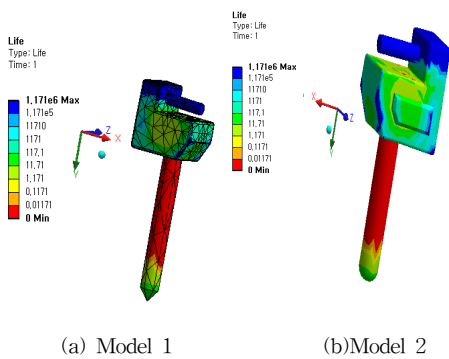 Life
Type: Life
Time: 1
1,171e6 Max
1,171e5
11710
1171
117,1
11,71
1,171
0,1171
0,01171
0 Min
X
Y
Z
(a) Model 1
(b)
Life
Type: Life
Time: 1
1,171e6 Max
1,171e5
11710
1171
117,1
11,71
1,171
0,1171
0,01171
0 Min
X
Y
Z
(b)Model 2